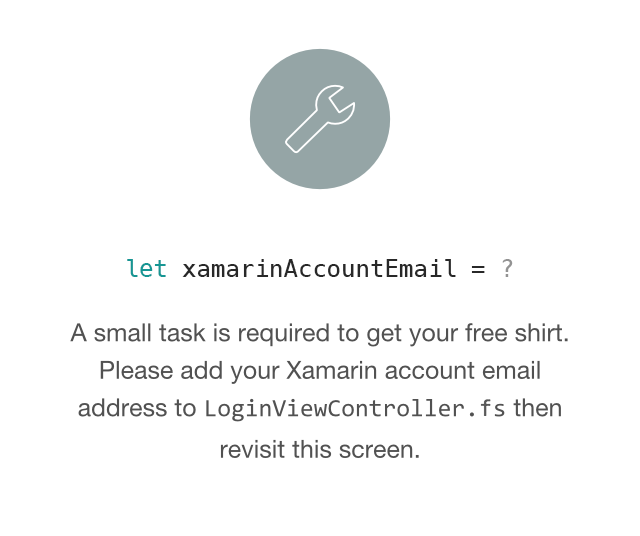 let xamarinAccountEmail = ?
A small task is required to get your free shirt.
Please add your Xamarin account email
address to LoginViewController.fs then
revisit this screen.